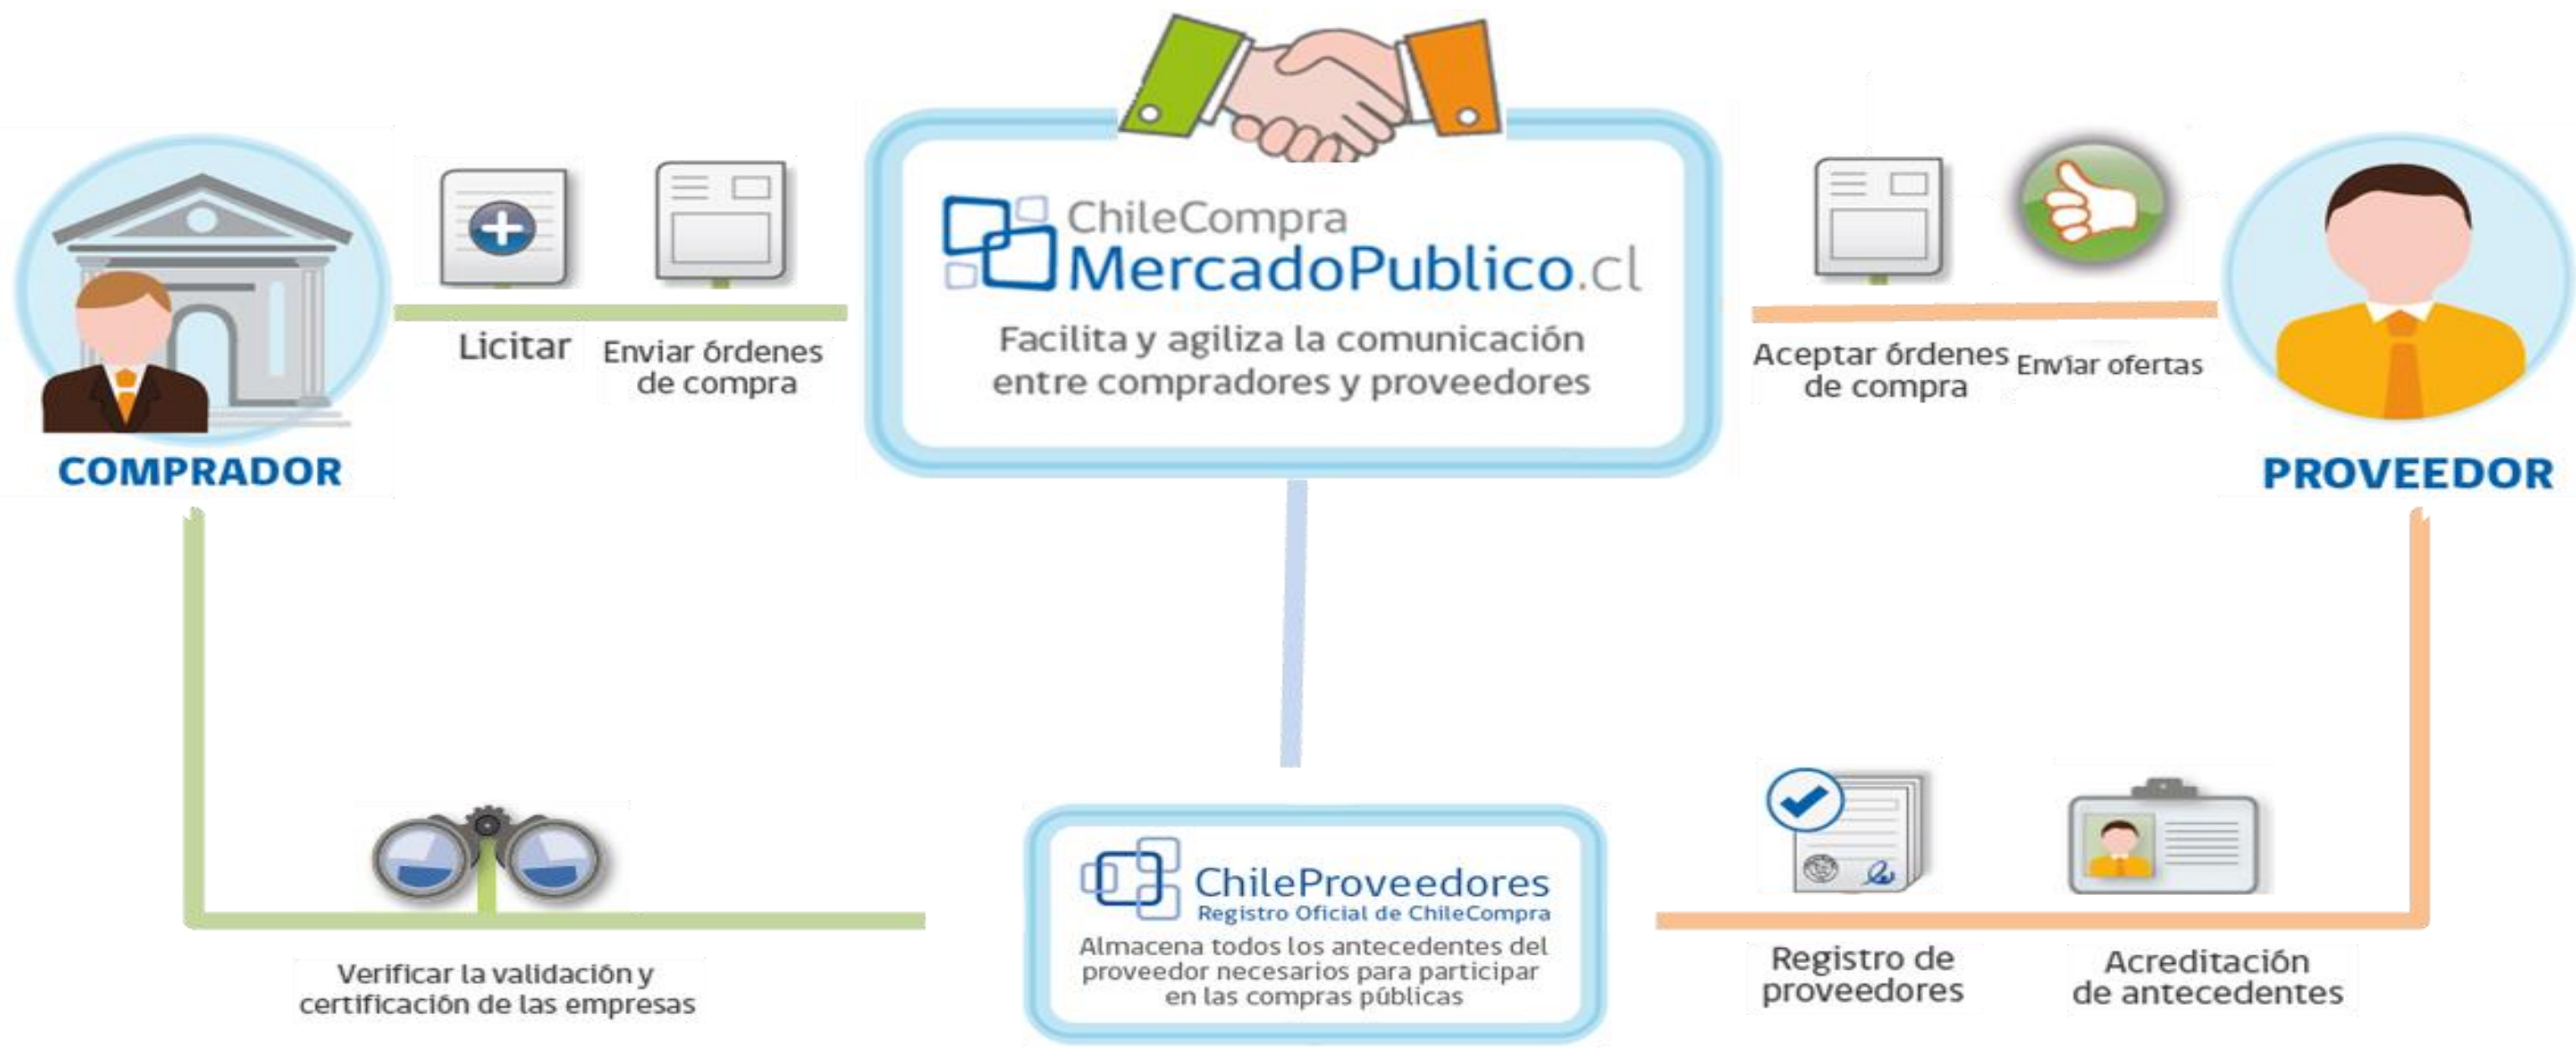 ChileCompra
MercadoPublico.cl
Facilita y agiliza la comunicación
entre compradores y proveedores
Licitar
Enviar órdenes
de compra
COMPRADOR
Aceptar órdenes
de compra
Enviar ofertas
PROVEEDOR
Verificar la validación y
certificación de las empresas
ChileProveedores
Registro Oficial de ChileCompra
Almacena todos los antecedentes del
proveedor necesarios para participar
en las compras públicas
Registro de
proveedores
Acreditación
de antecedentes